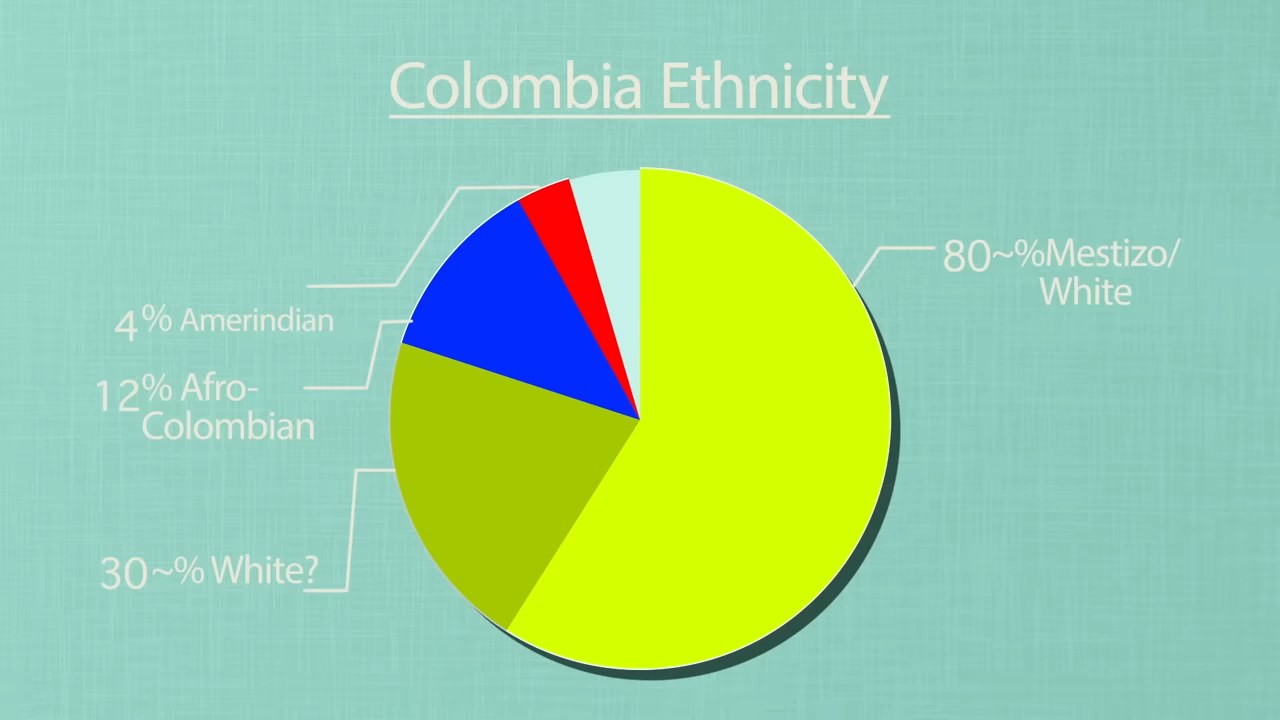 Colombia Ethnicity
80~%Mestizo/
White
4% Amerindian
12% Afro-
Colombian
30~% White?